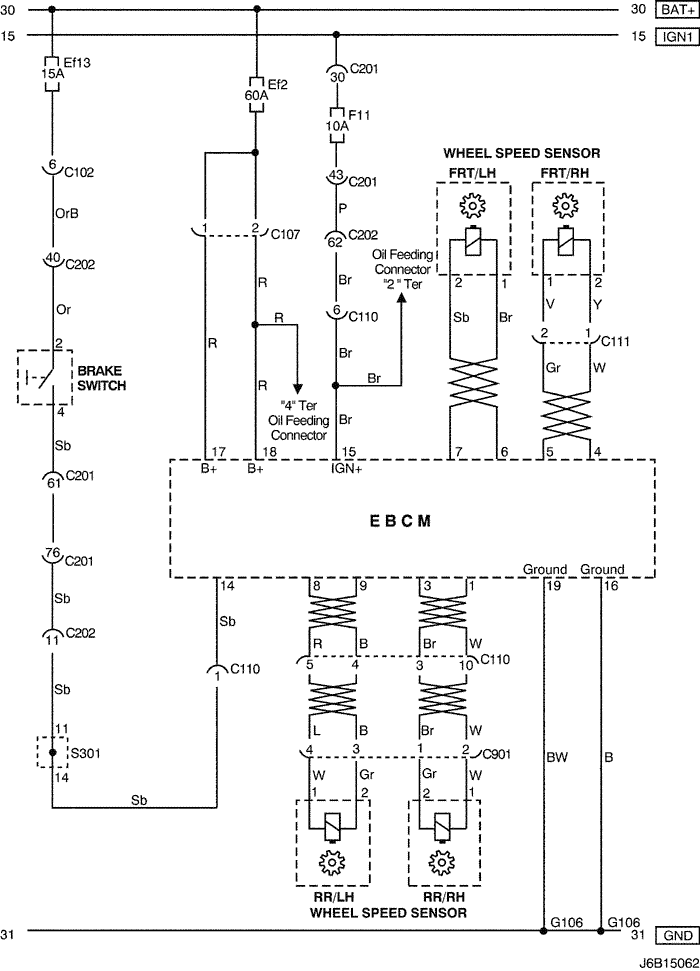 30 30 BAT+
15 15 IGN1
Ef13
15A
Ef2
60A
C201
30
F11
10A
WHEEL SPEED SENSOR
FRT/LH FRT/RH
6 C102
43 C201
OrB
P
1 2 C107
62 C202
Oil Feeding
Connector
"2 " Ter
40 C202
R
Br
2 1 1 2
V Y
Or
6 C110
Sb Br
R
2 1 C111
2
R
Br
Gr W
BRAKE
SWITCH
R
Br
4
"4" Ter
Oil Feeding
Connector
Br
Sb
17 18 15 7 6 5 4
B+ B+ IGN+
C201
61
EBCM
76 C201
Ground Ground
14 8 9 3 1 19 16
Sb
Sb
C202
11
R B Br W
C110
1
5 4 3 10 C110
Sb
11
L B Br W
S301
4 3 1 2 C901
BW B
14
W Gr Gr W
1 2 2 1
Sb
RR/LH RR/RH
WHEEL SPEED SENSOR
G106 G106
31 31 GND
J6B15062